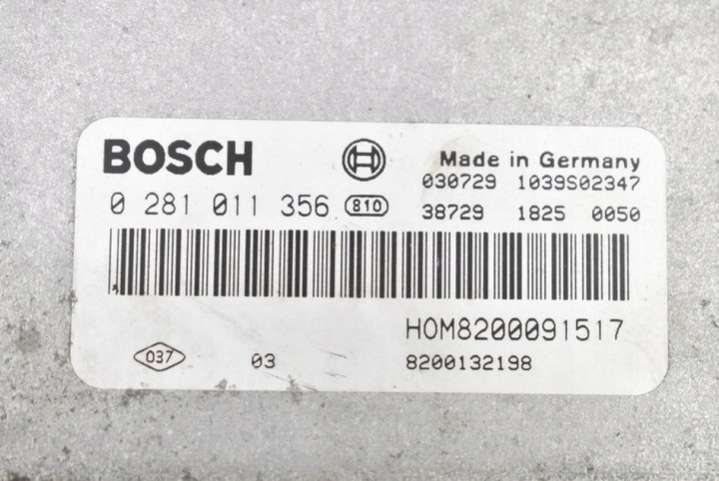 BOSCH
Made in Germany
030729 1039S02347
0 281 011 356 810
38729 1825 0050
HOM8200091517
037 03 8200132198